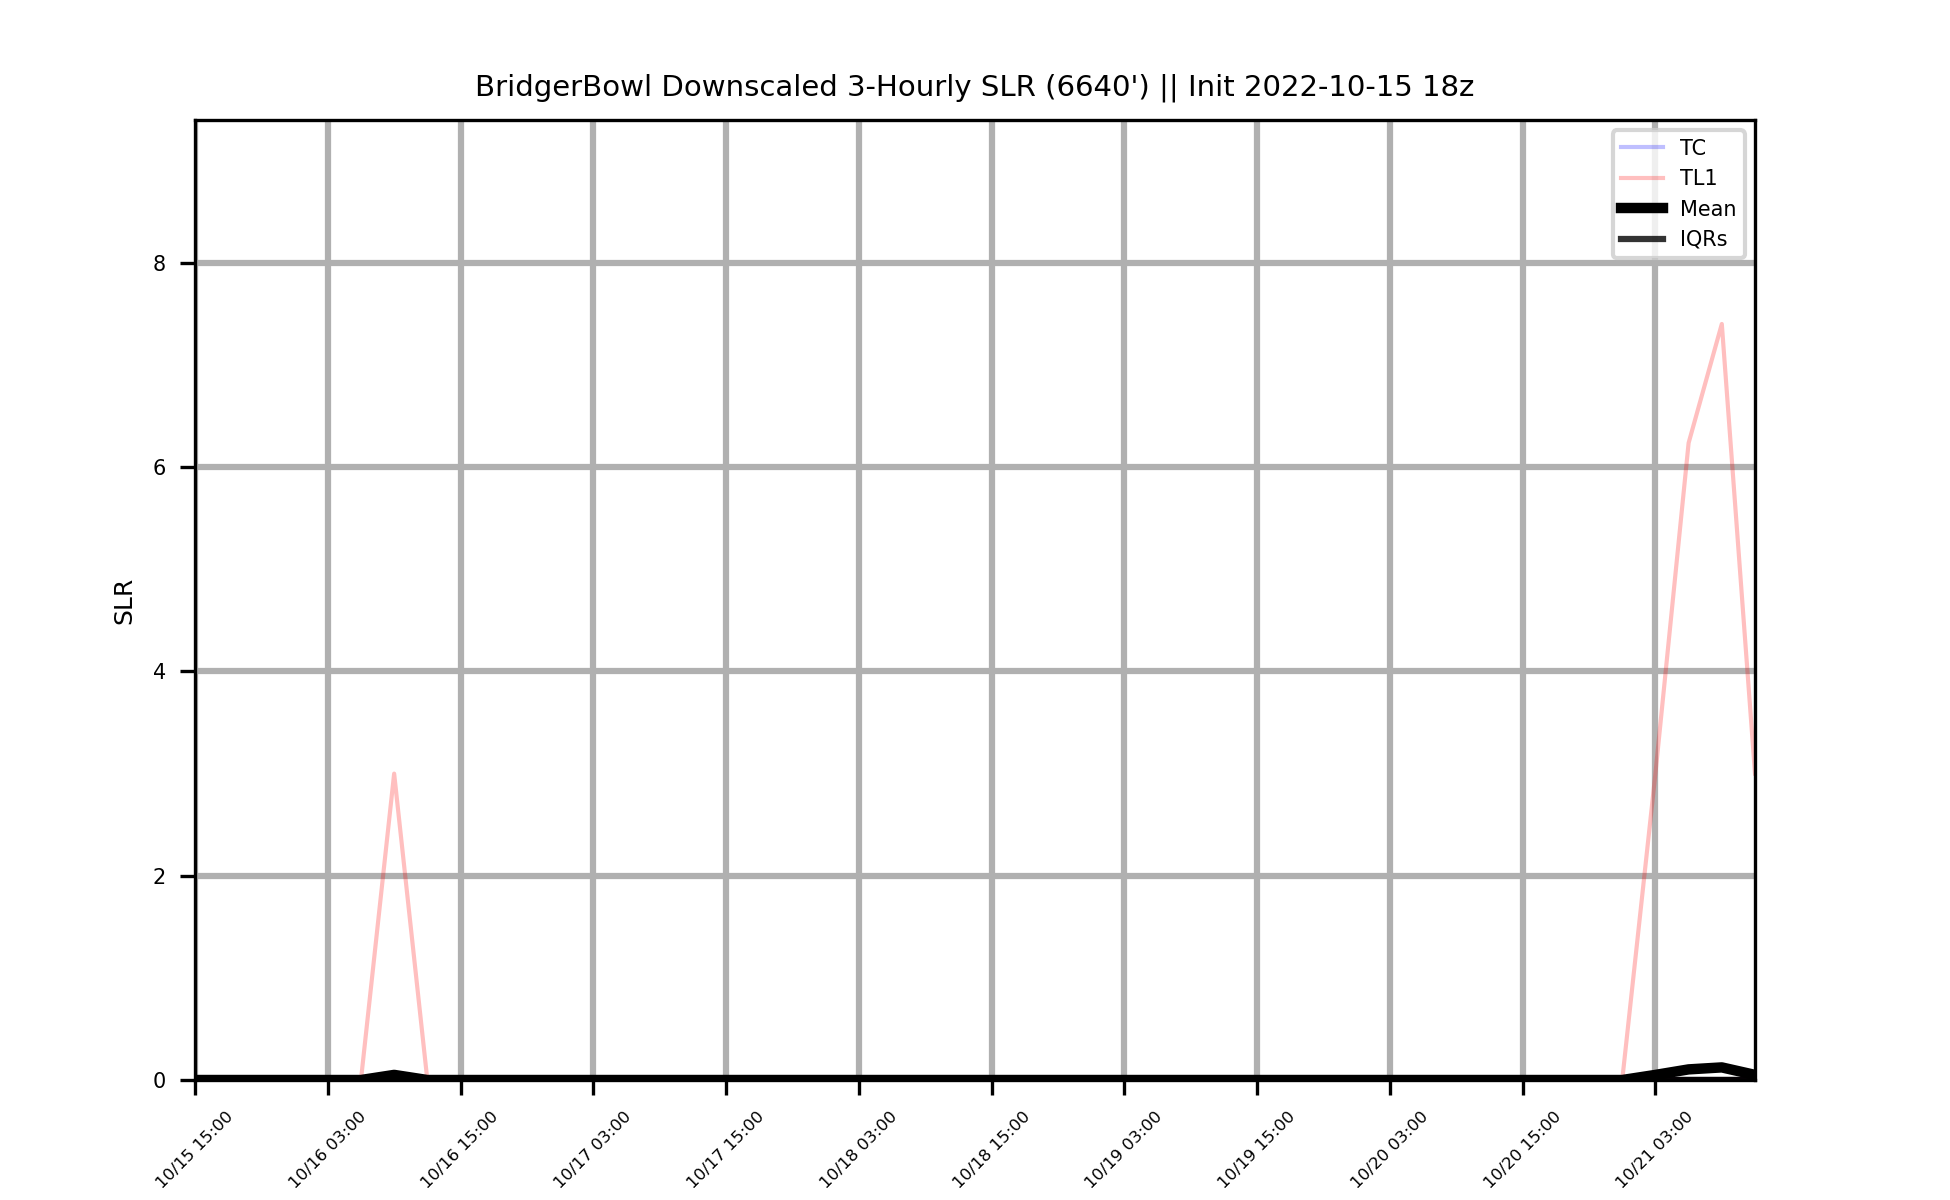 BridgerBowl Downscaled 3-Hourly SLR (6640') || Init 2022-10-15 18z
TC
TL1
Mean
IQRs
8
6
4
2
0
SLR
10/15 15:00
10/16 03:00
10/16 15:00
10/17 03:00
10/17 15:00
10/18 03:00
10/18 15:00
10/19 03:00
10/19 15:00
10/20 03:00
10/20 15:00
10/21 03:00